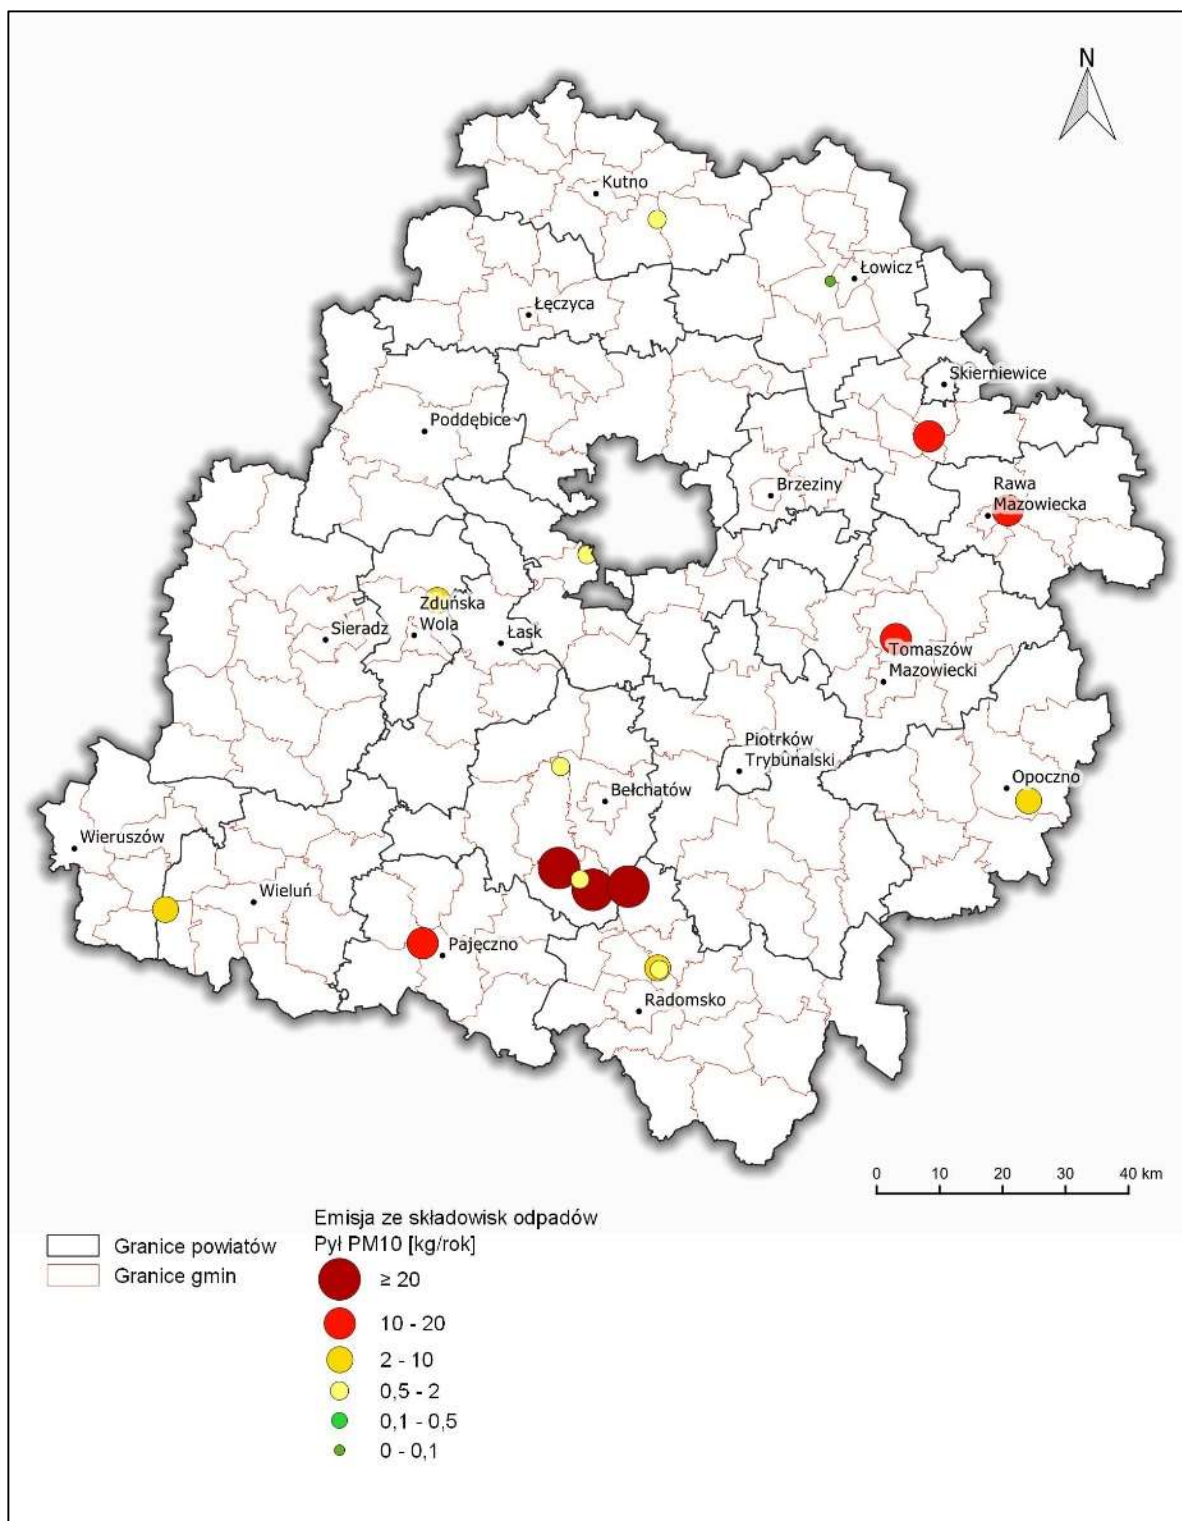 N
Kutno
Łowicz
Łęczyca
Skierniewice
Poddębice
Brzeziny
Rawa
Mazowiecka
Zduńska
Wola
Sieradz
Łask
Tomaszów
Mazowiecki
Piotrków
Trybunalski
Opoczno
Bełchatów
Wieruszów
Wieluń
Pajęczno
Radomsko
0 10 20 30 40 km
Emisja ze składowisk odpadów
Pył PM10 [kg/rok]
Granice powiatów
Granice gmin
≥ 20
10 - 20
2 - 10
0,5 - 2
0,1 - 0,5
0 - 0,1